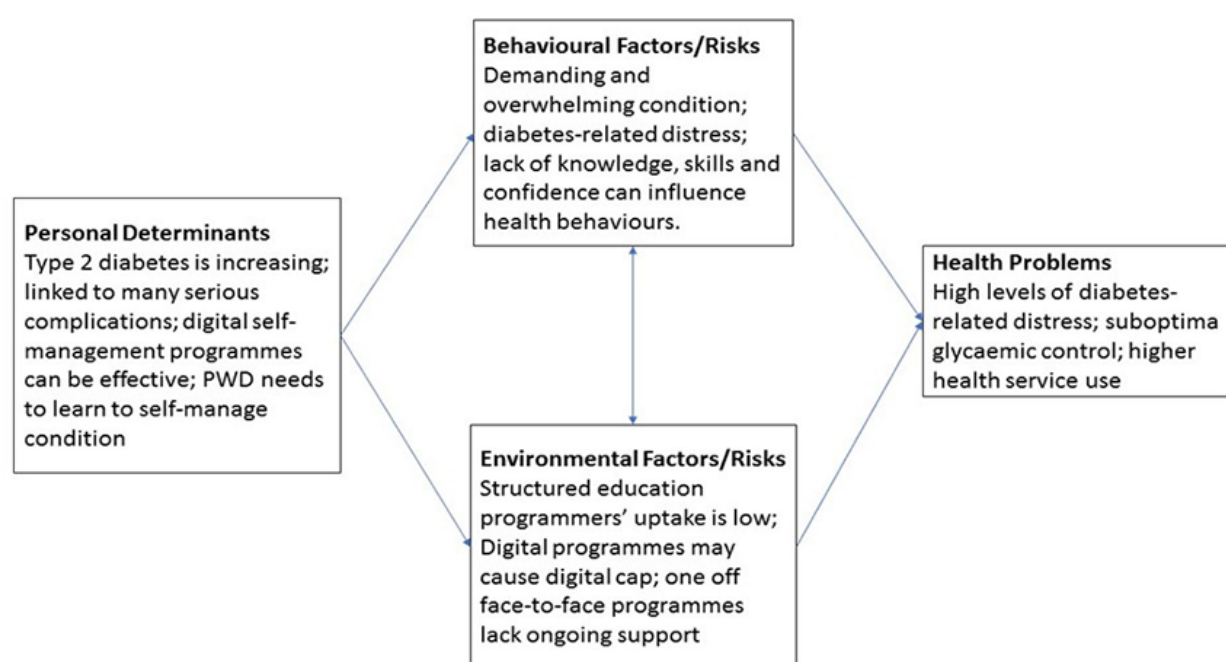 Behavioural Factors/Risks
Demanding and
overwhelming condition;
diabetes-related distress;
lack of knowledge, skills and
confidence can influence
health behaviours.
Personal Determinants
Type 2 diabetes is increasing;
linked to many serious
complications; digital self-
management programmes
can be effective; PWD needs
to learn to self-manage
condition
Health Problems
High levels of diabetes-
related distress; suboptima
glycaemic control; higher
health service use
Environmental Factors/Risks
Structured education
programmers’ uptake is low;
Digital programmes may
cause digital cap; one off
face-to-face programmes
lack ongoing support